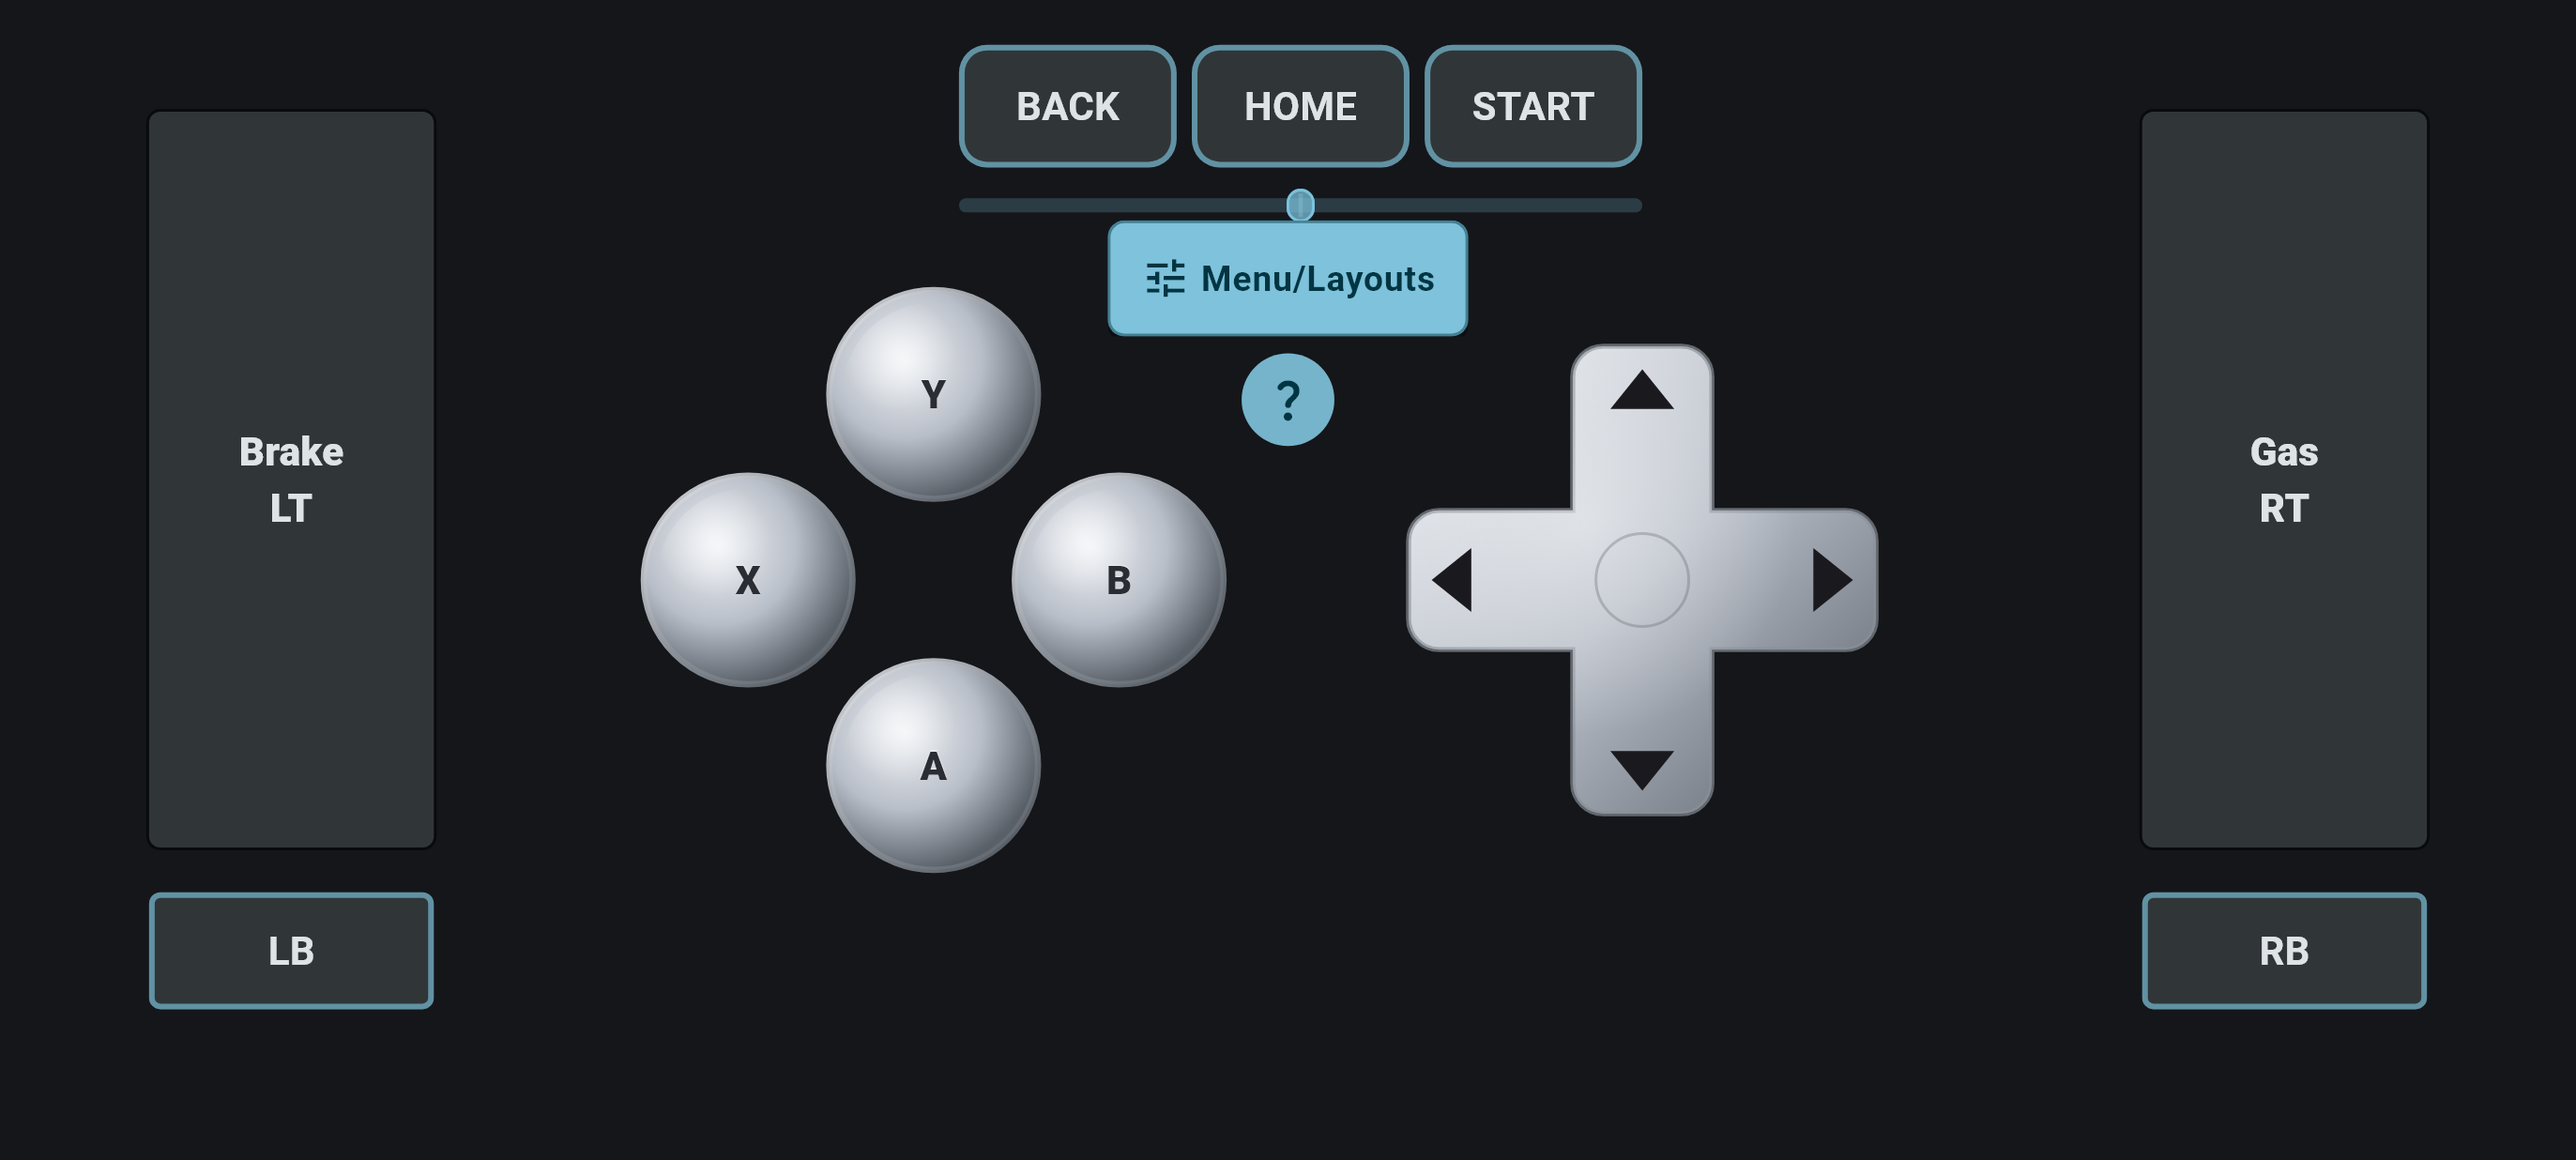 BACK
HOME
START
Menu/Layouts
?
Y
X
B
A
Brake
LT
Gas
RT
LB
RB